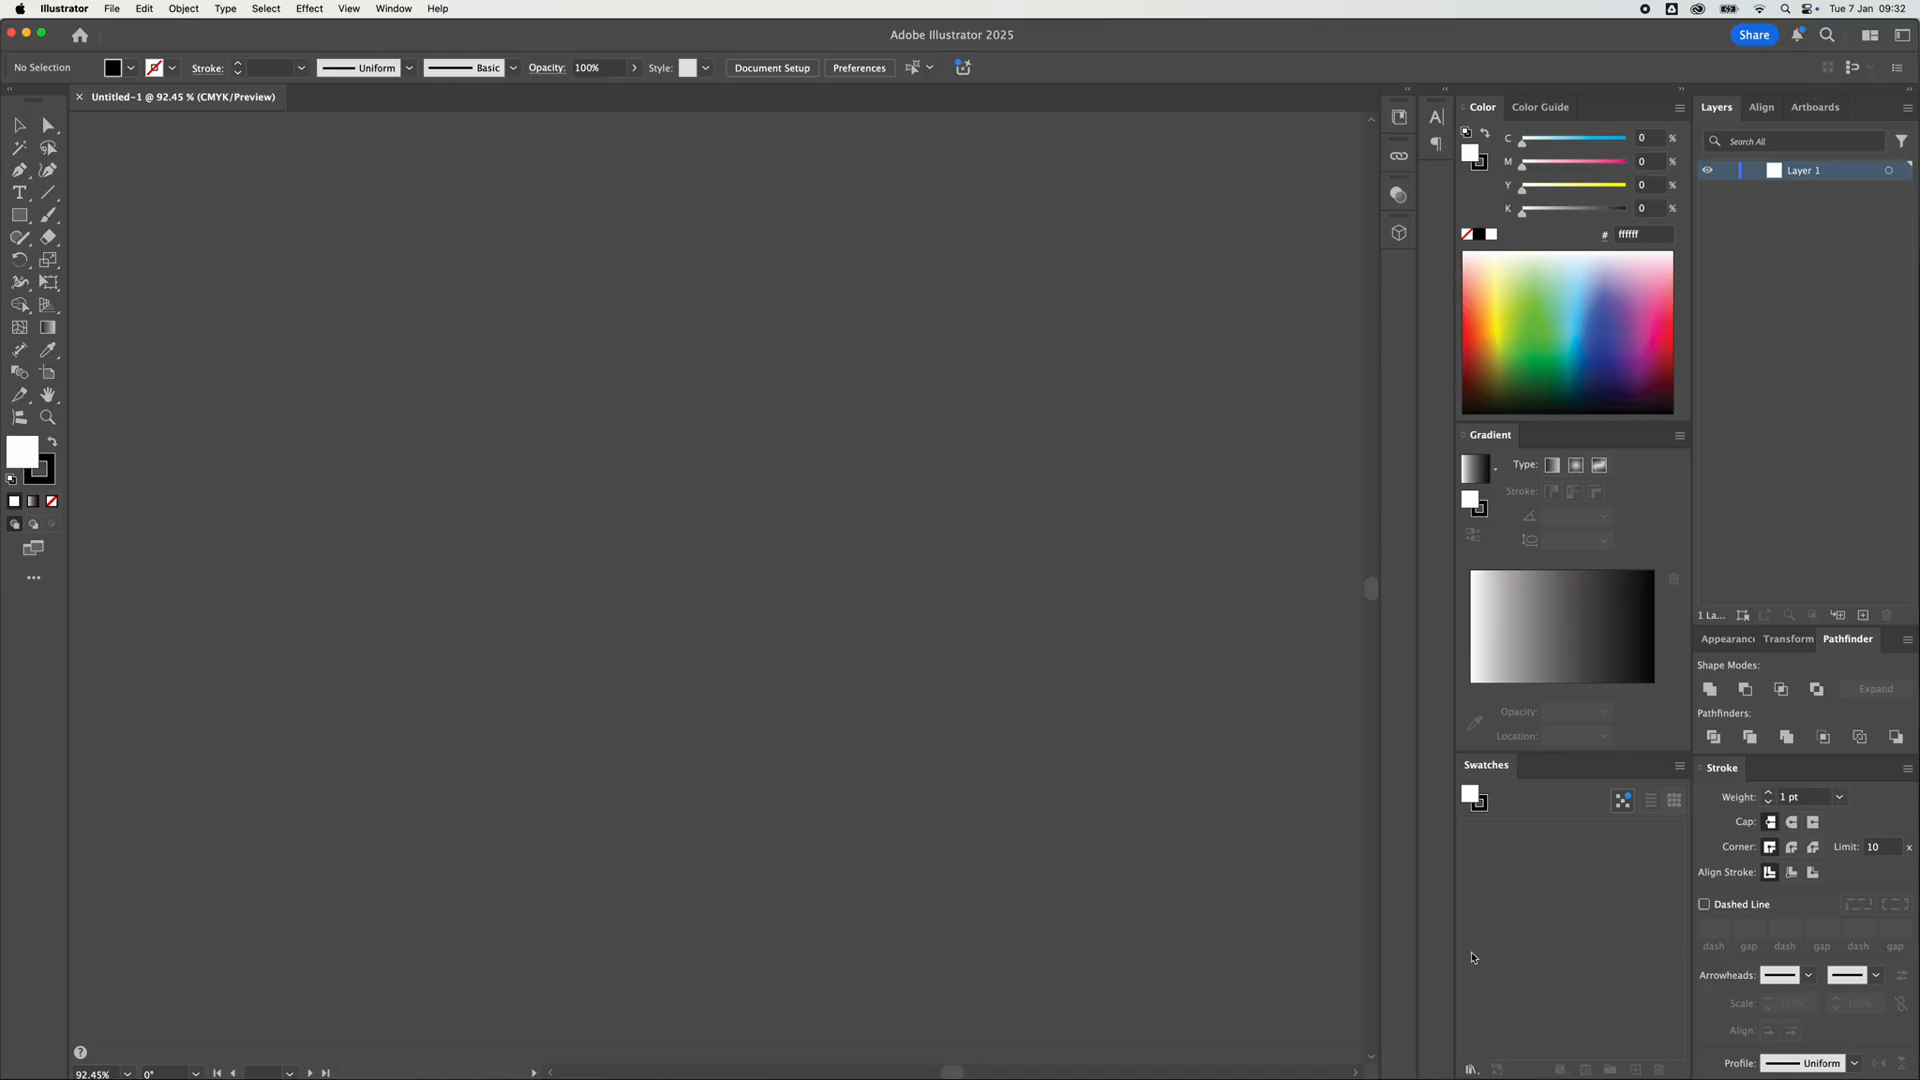 Illustrator File Edit Object Type Select Effect View Window Help Tue 7 Jan 09:32
Adobe Illustrator 2025
Share
No Selection Stroke: Uniform Basic Opacity: 100% Style: Document Setup Preferences
Untitled-1 @ 92.45 % (CMYK/Preview)
Color Color Guide
C 0 %
M 0 %
Y 0 %
K 0 %
# ffffff
Gradient
Type:
Stroke:
Opacity:
Location:
Swatches
Layers Align Artboards
Search All
Layer 1
1 La...
Appearanc Transform Pathfinder
Shape Modes:
Expand
Pathfinders:
Stroke
Weight: 1 pt
Cap:
Corner: Limit: 10 x
Align Stroke:
Dashed Line
dash gap dash gap dash gap
Arrowheads:
Scale: 100% 100%
Align:
Profile: Uniform
92.45% 0°